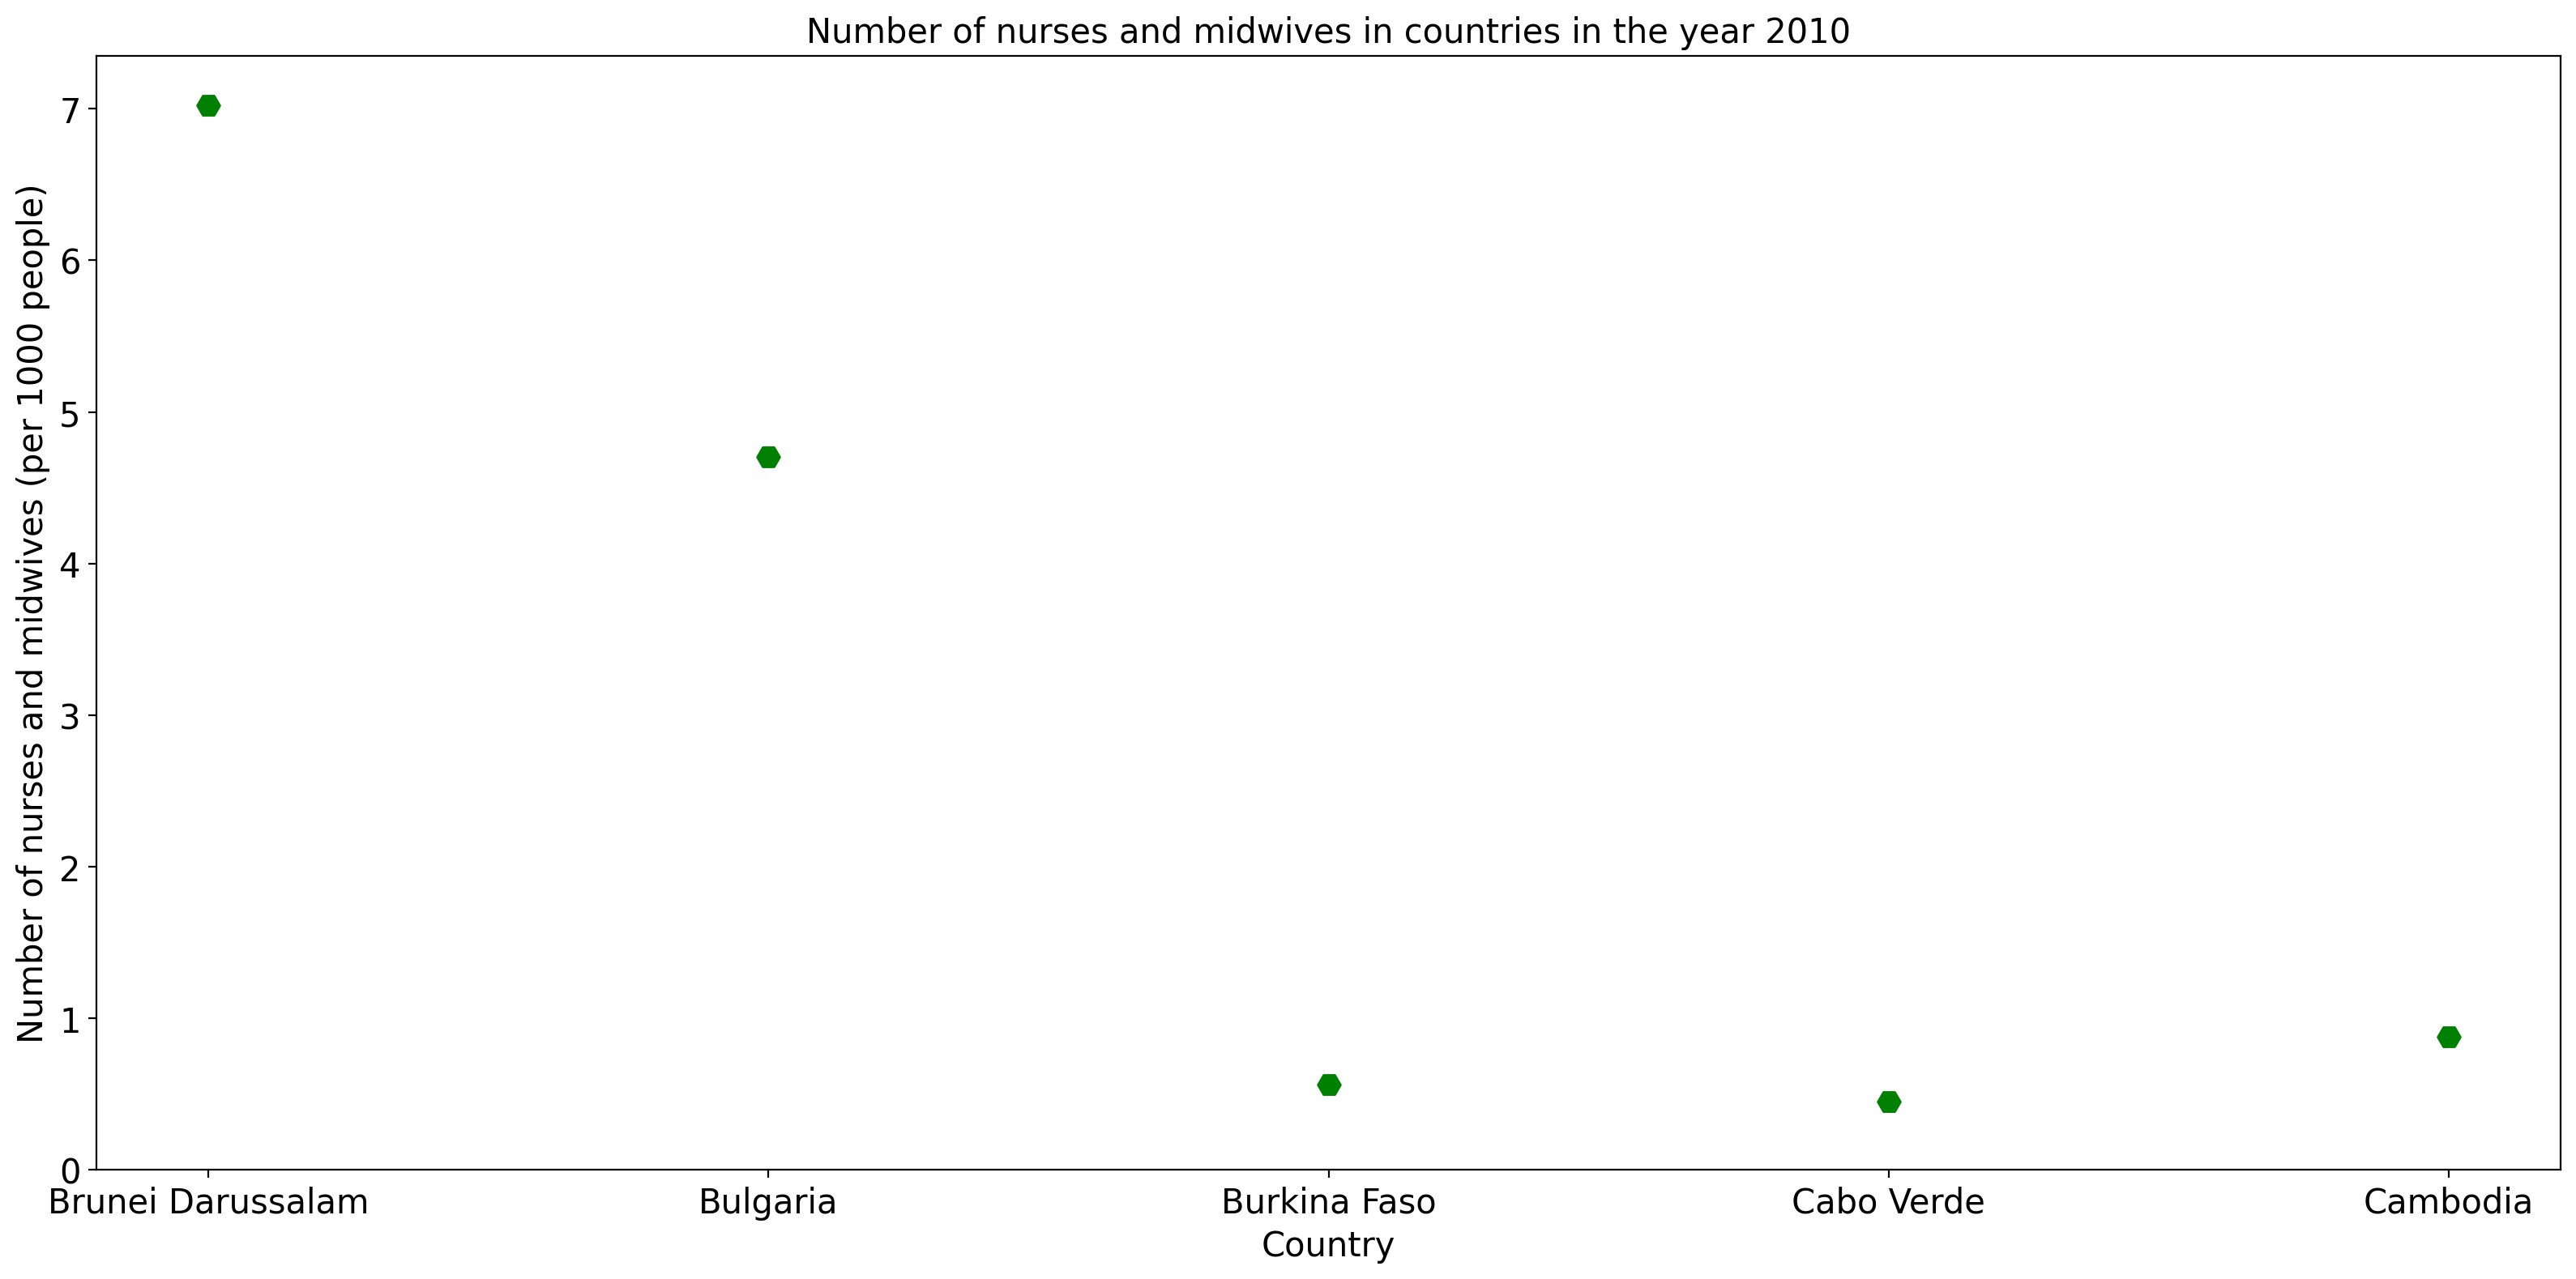 Number of nurses and midwives in countries in the year 2010
Number of nurses and midwives (per 1000 people)
7
6
5
4
3
2
1
0
Brunei Darussalam
Bulgaria
Burkina Faso
Cabo Verde
Cambodia
Country